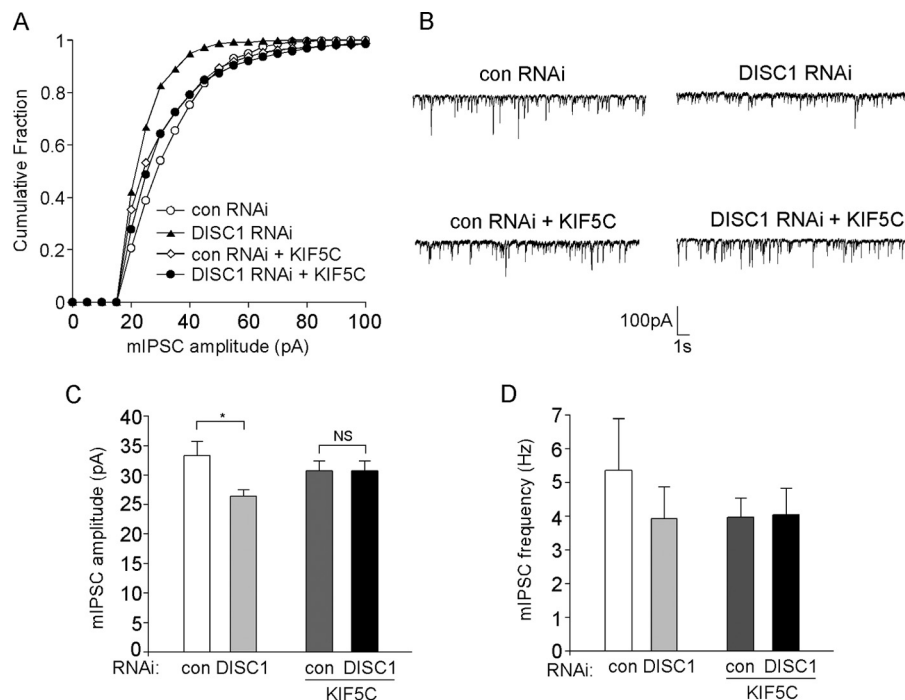 A
Cumulative Fraction
1
0.8
0.6
0.4
0.2
0
0 20 40 60 80 100
mIPSC amplitude (pA)
con RNAi
DISC1 RNAi
con RNAi + KIF5C
DISC1 RNAi + KIF5C
B
con RNAi
DISC1 RNAi
con RNAi + KIF5C
DISC1 RNAi + KIF5C
100pA
1s
C
mIPSC amplitude (pA)
40
35
30
25
20
15
10
5
0
*
NS
RNAi: con DISC1 con DISC1
KIF5C
D
mIPSC frequency (Hz)
7
6
5
4
3
2
1
0
RNAi: con DISC1 con DISC1
KIF5C